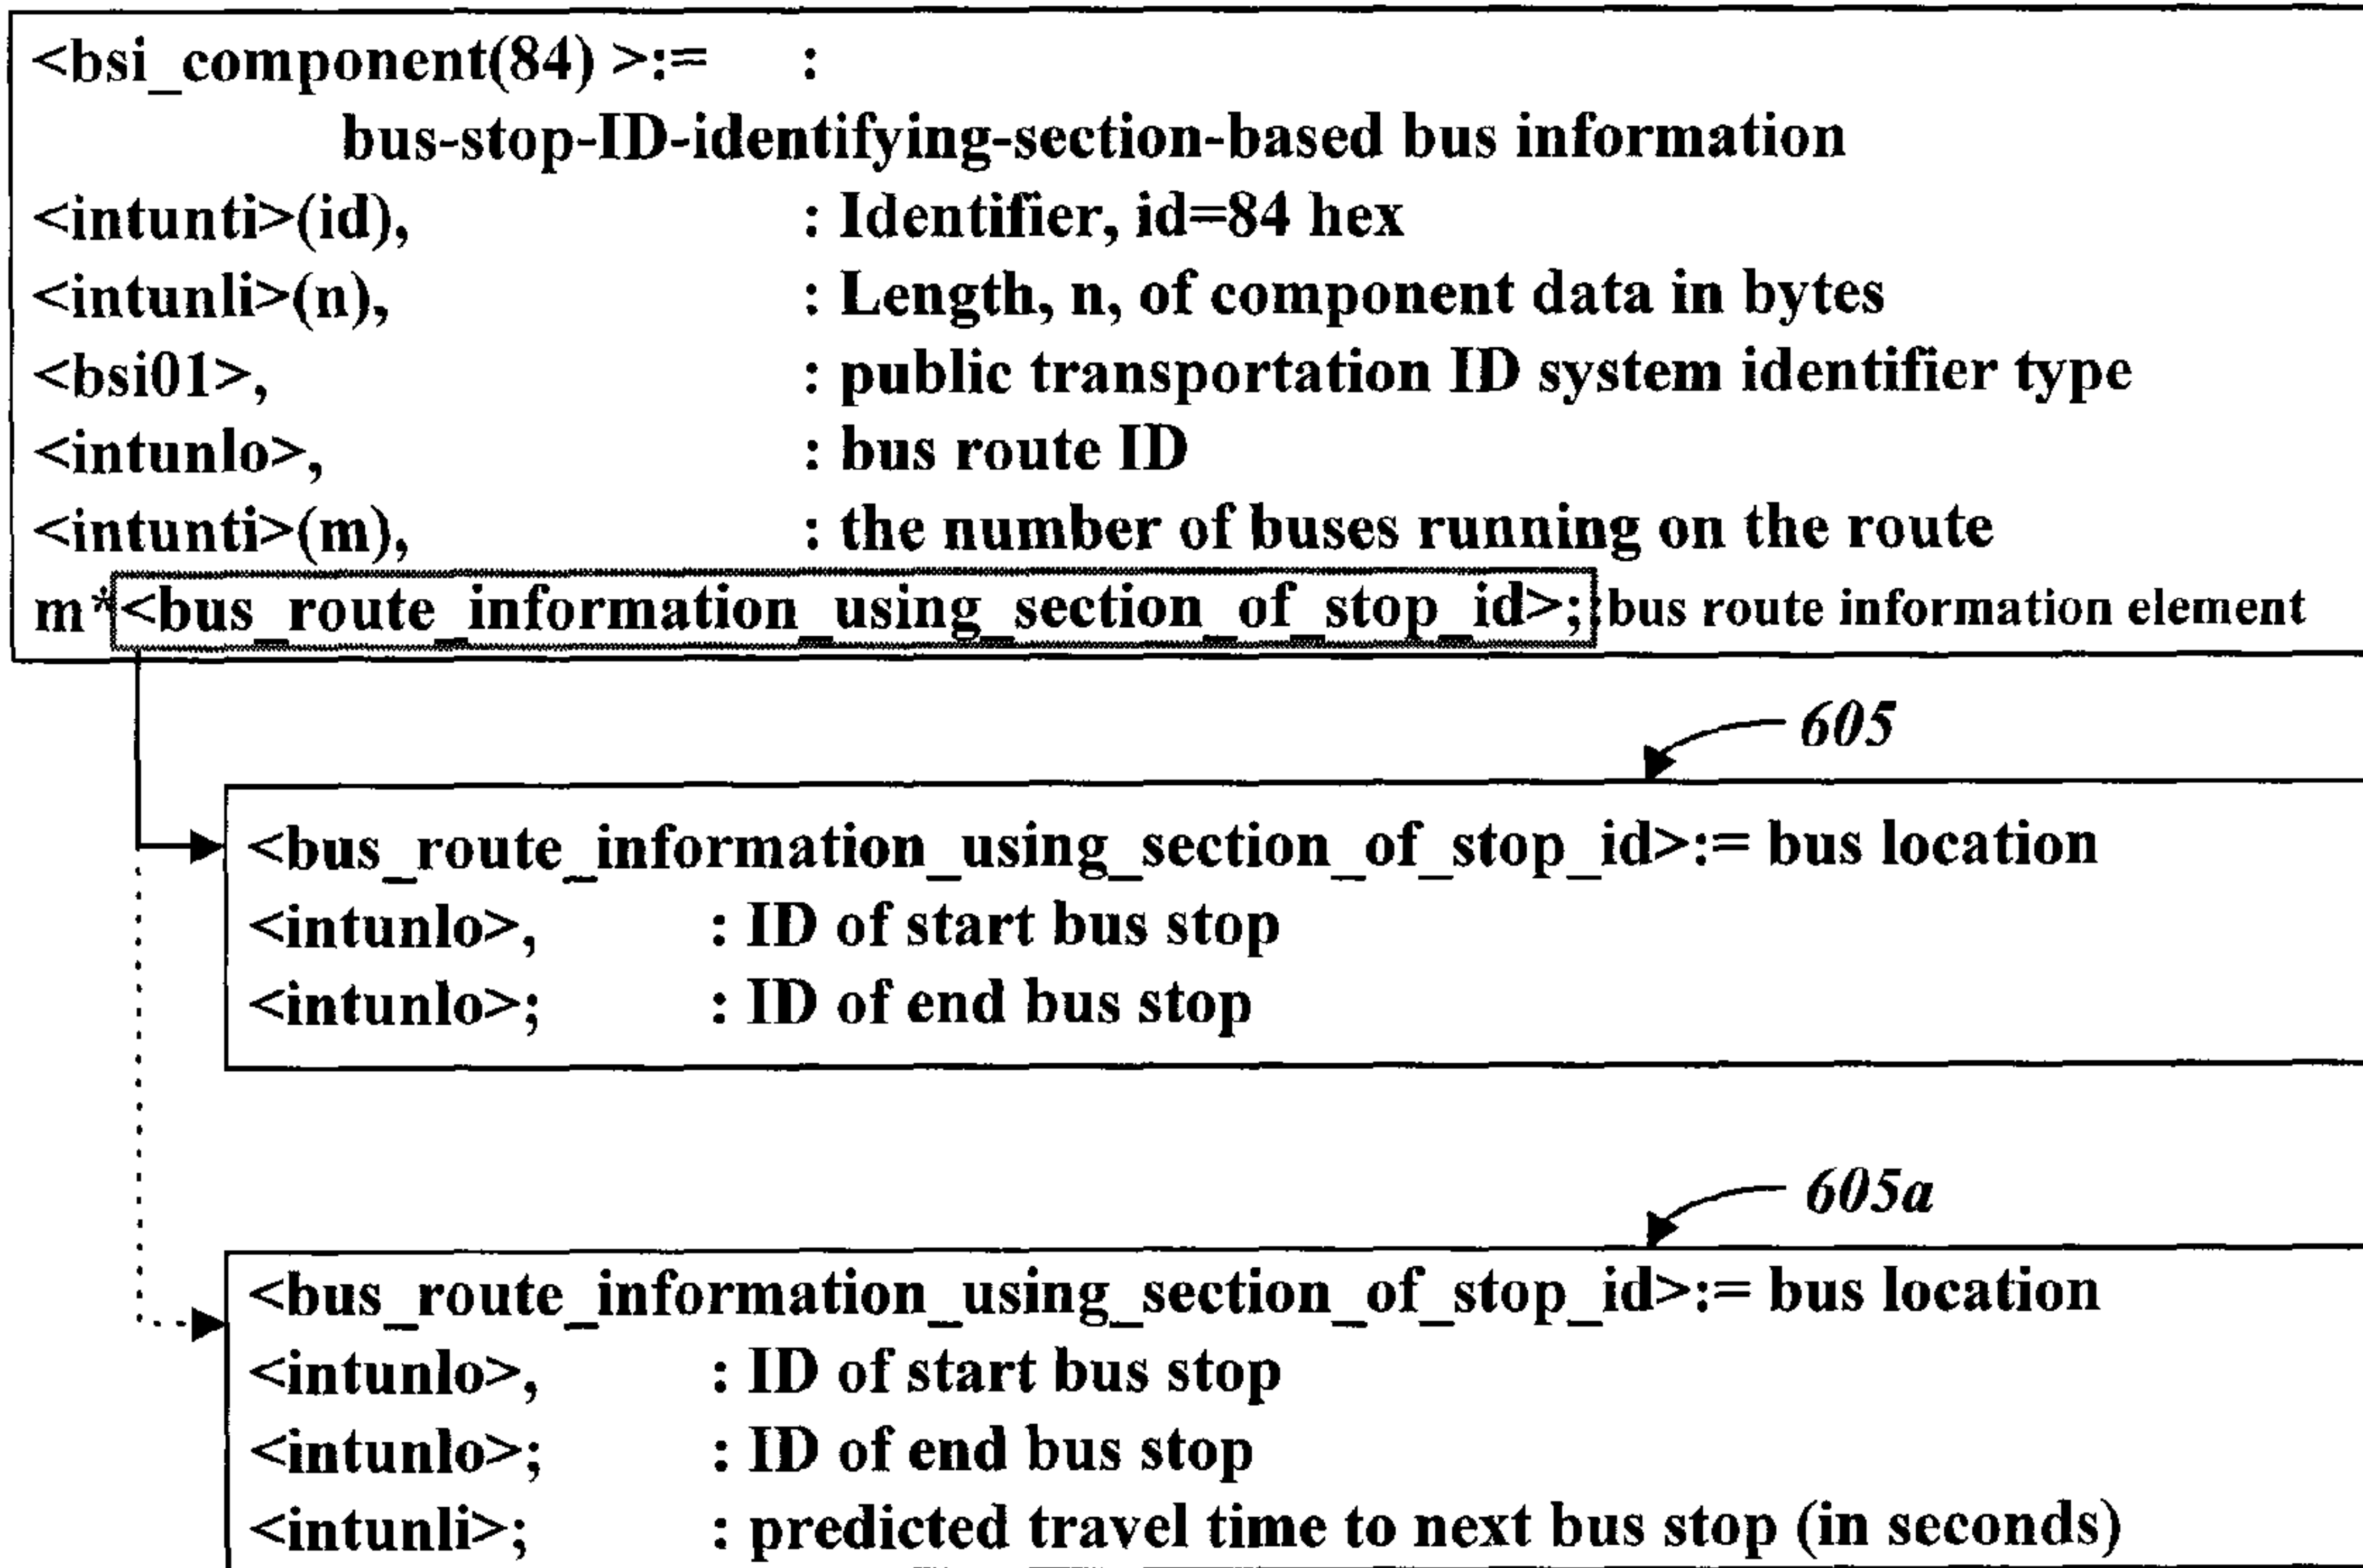 <bsi_component(84) >:= :
bus-stop-ID-identifying-section-based bus information
<intunti>(id), : Identifier, id=84 hex
<intunli>(n), : Length, n, of component data in bytes
<bsi01>, : public transportation ID system identifier type
<intunlo>, : bus route ID
<intunti>(m), : the number of buses running on the route
m*<bus_route_information_using_section_of_stop_id>;:bus route information element
605
<bus_route_information_using_section_of_stop_id>:= bus location
<intunlo>, : ID of start bus stop
<intunlo>; : ID of end bus stop
605a
<bus_route_information_using_section_of_stop_id>:= bus location
<intunlo>, : ID of start bus stop
<intunlo>; : ID of end bus stop
<intunli>; : predicted travel time to next bus stop (in seconds)